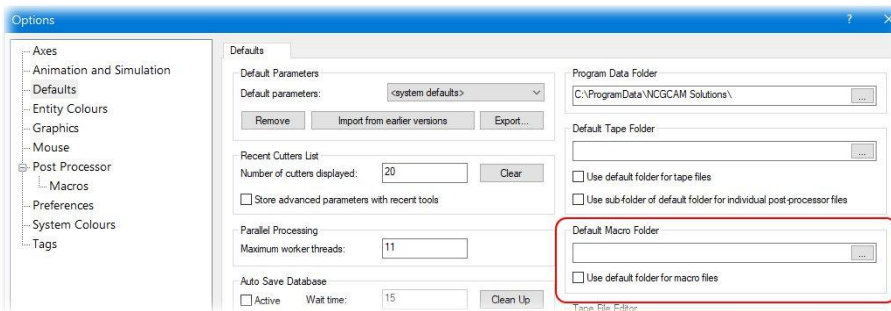 Options
?
Axes
Animation and Simulation
Defaults
Entity Colours
Graphics
Mouse
Post Processor
Macros
Preferences
System Colours
Tags
Defaults
Default Parameters
Default parameters:
<system defaults>
Remove
Import from earlier versions
Export...
Recent Cutters List
Number of cutters displayed:
20
Clear
Store advanced parameters with recent tools
Parallel Processing
Maximum worker threads:
11
Auto Save Database
Active
Wait time:
15
Clean Up
Program Data Folder
C:\ProgramData\NCGCAM Solutions\
...
Default Tape Folder
...
Use default folder for tape files
Use sub-folder of default folder for individual post-processor files
Default Macro Folder
...
Use default folder for macro files
Tape File Editor